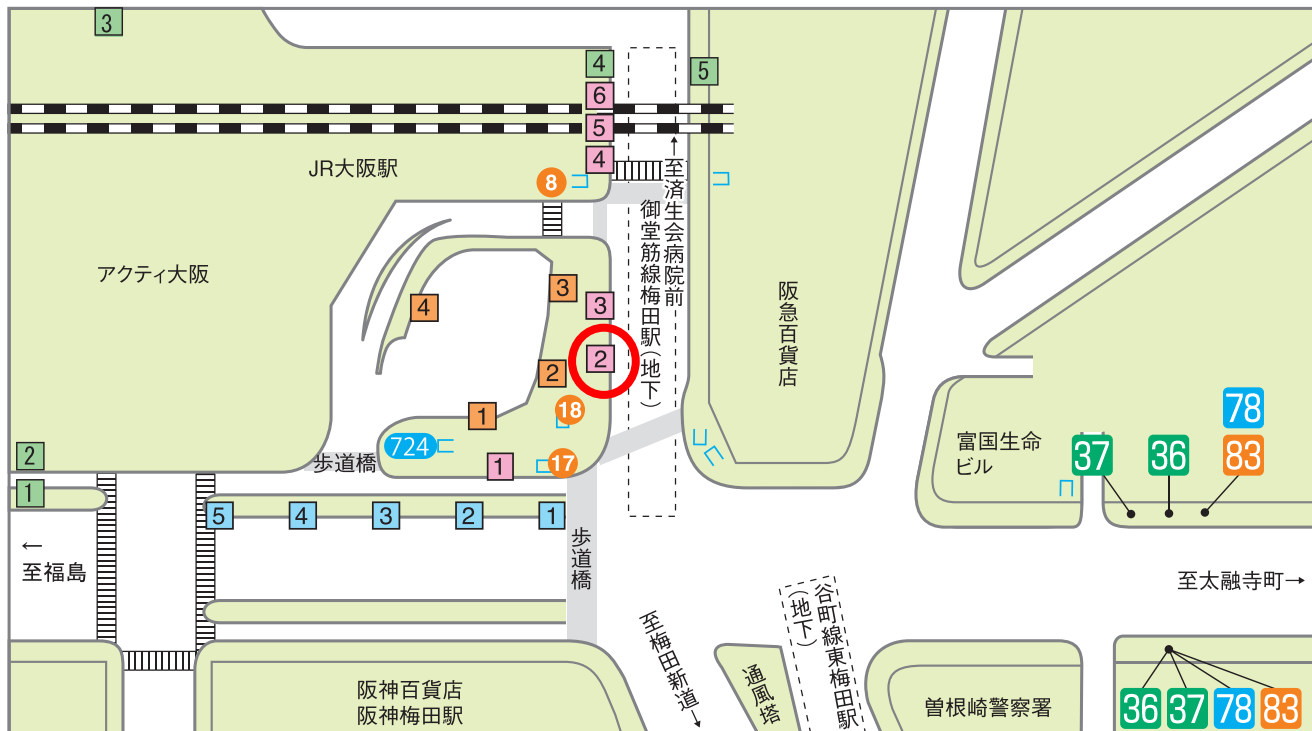 3
4
5
6
5
4
JR大阪駅
8
↑至済生会病院前
御堂筋線梅田駅(地下)
アクティ大阪
3
4
3
阪急百貨店
2
2
1
18
78
724
富国生命
ビル
37
36
83
2
歩道橋
1
17
1
5
4
3
2
1
←
至福島
歩道橋
至太融寺町→
谷町線東梅田駅
(地下)
至梅田新道→
通風塔
阪神百貨店
阪神梅田駅
曽根崎警察署
36
37
78
83